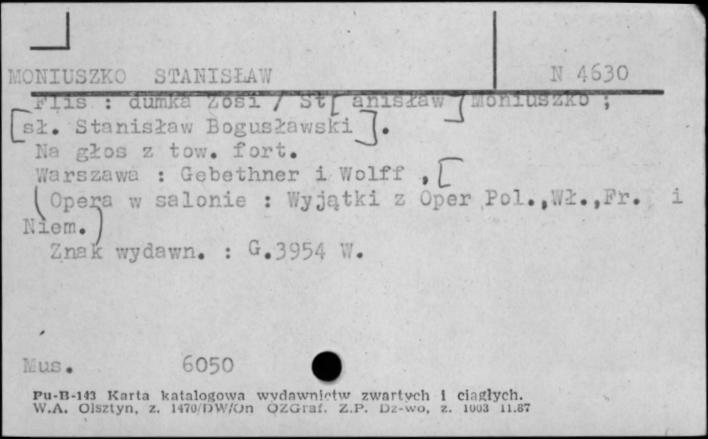 MONIUSZKO STANISŁAW N 4630
Flis : dumka Zosi / St[anisław] Moniuszko ;
[sł. Stanisław Bogusławski].
Na głos z tow. fort.
Warszawa : Gebethner i Wolff , [
(Opera w salonie : Wyjątki z Oper Pol.,Wł.,Fr. i
Niem.)
Znak wydawn. : G.3954 W.
Mus. 6050
Pu-B-143 Karta katalogowa wydawnictw zwartych i ciągłych.
W.A. Olsztyn, z. 1470/DW/On OZGraf. Z.P. Dz-wo, z. 1003 11.87